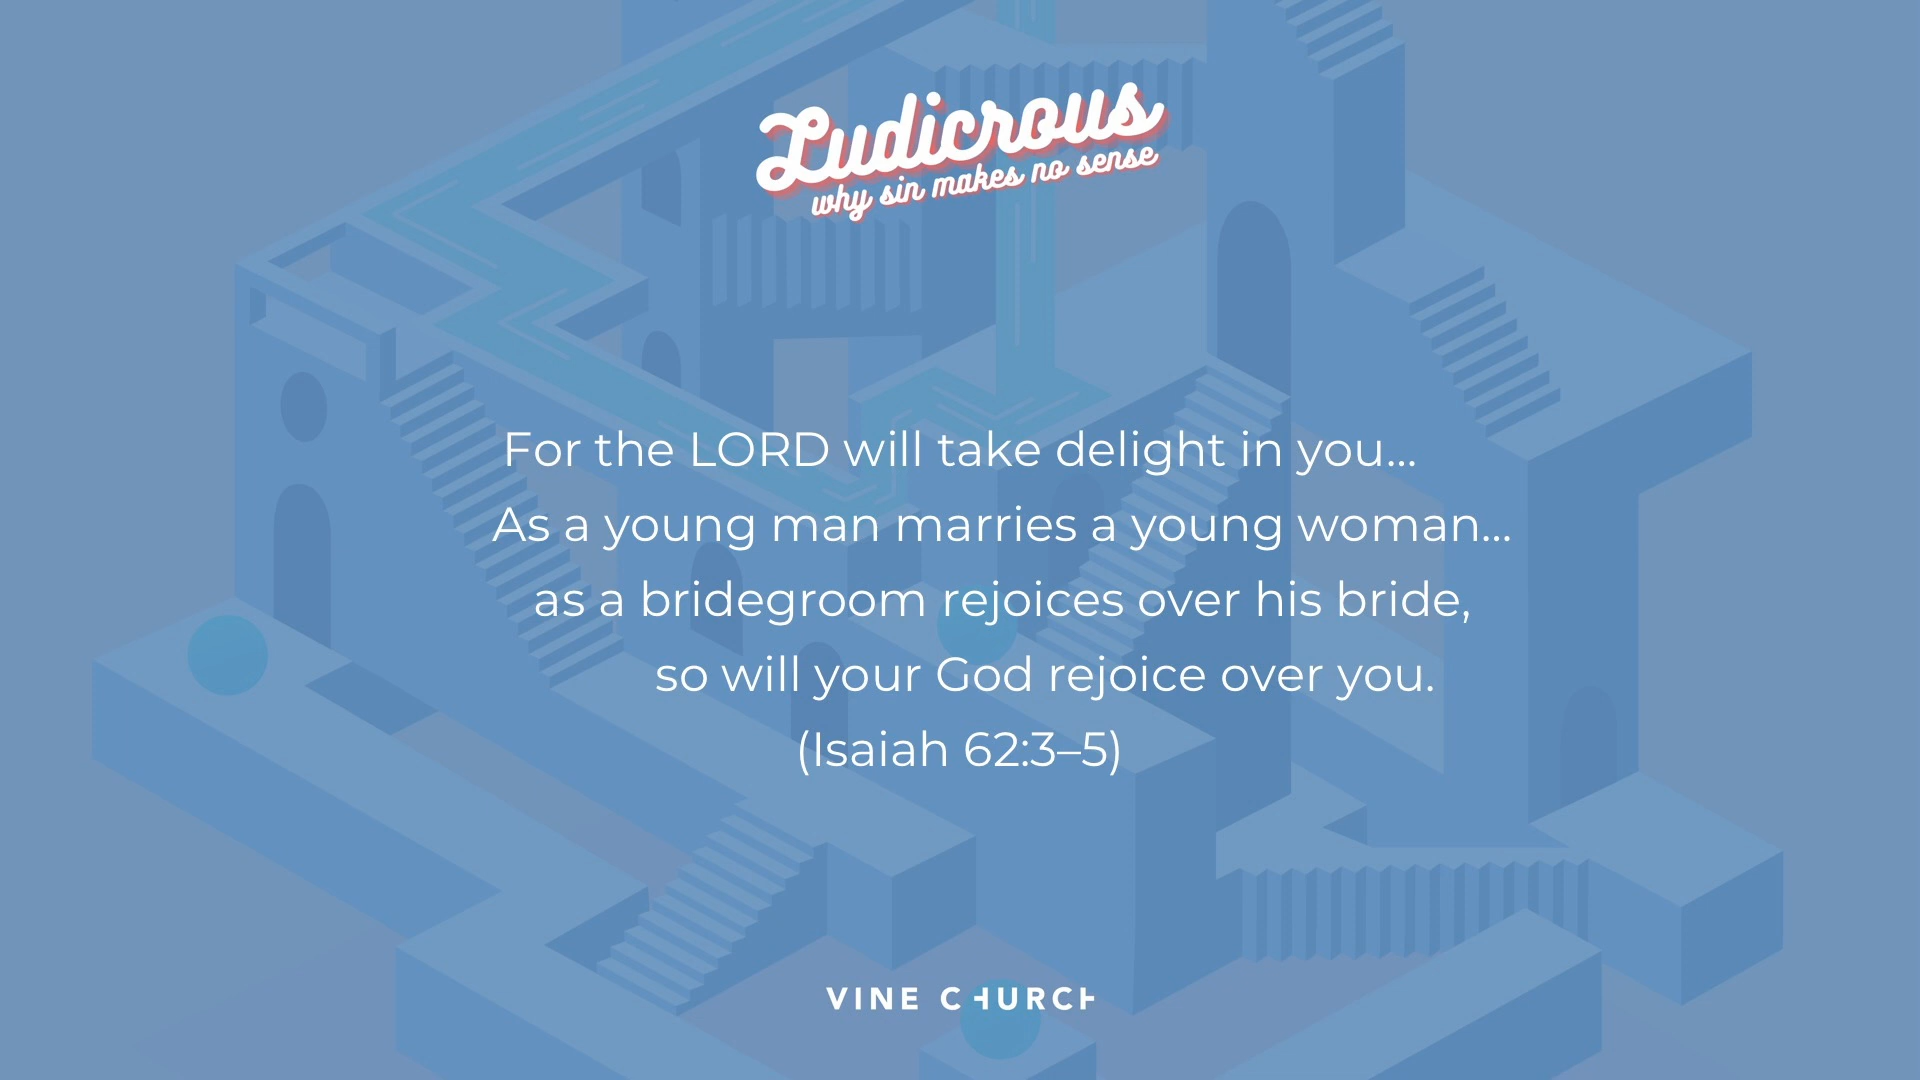 Ludicrous
why sin makes no sense
For the LORD will take delight in you…
As a young man marries a young woman…
as a bridegroom rejoices over his bride,
so will your God rejoice over you.
(Isaiah 62:3–5)
VINE CHURCH